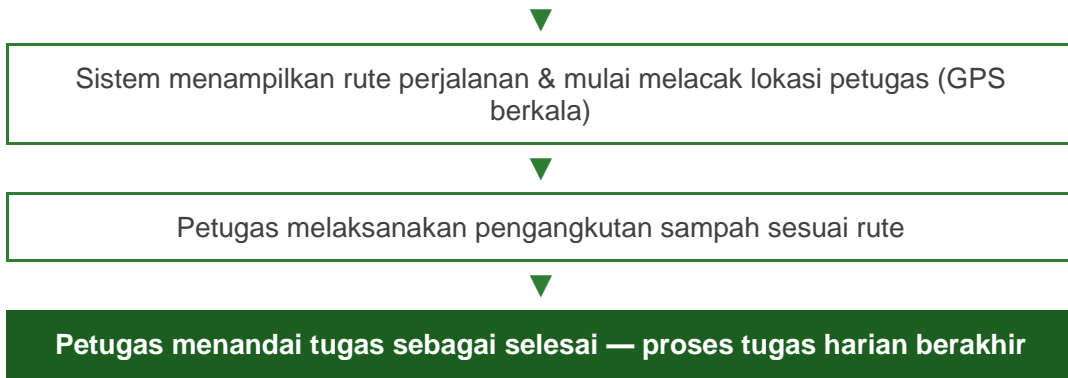 Sistem menampilkan rute perjalanan & mulai melacak lokasi petugas (GPS
berkala)
Petugas melaksanakan pengangkutan sampah sesuai rute
Petugas menandai tugas sebagai selesai — proses tugas harian berakhir